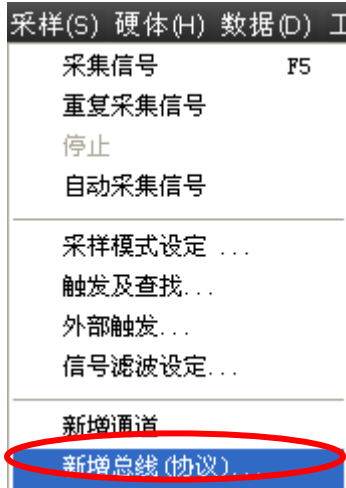 采样(S) 硬体(H) 数据(D) 工
采集信号 F5
重复采集信号
停止
自动采集信号
采样模式设定 ...
触发及查找...
外部触发...
信号滤波设定...
新增通道
新增总线(协议)...